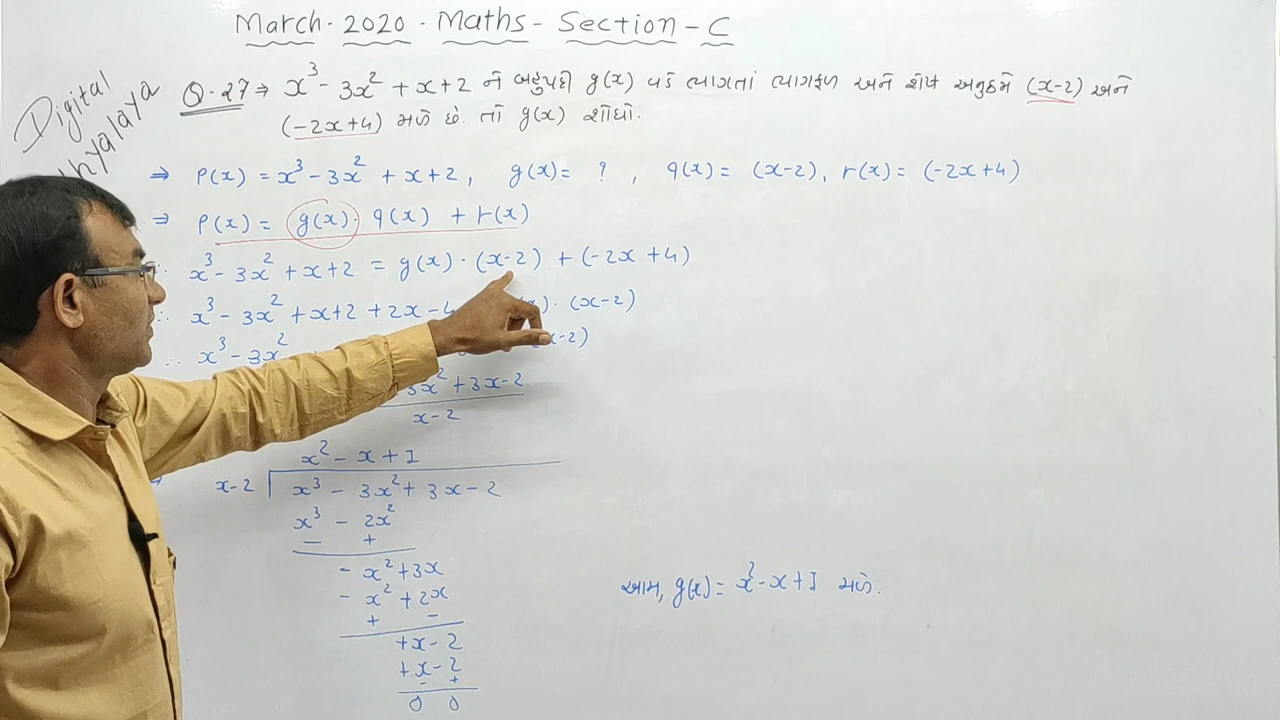 March. 2020. Maths - Section - C
Digital
Q.27 ⇒ x³ - 3x² + x + 2 ને બહુપદી g(x) વડે ભાગતાં ભાગફળ અને શેષ અનુક્રમે (x-2) અને
(-2x+4) મળે છે. તો g(x) શોધો.
⇒ P(x) = x³ - 3x² + x + 2, g(x) = ?, q(x) = (x-2), r(x) = (-2x+4)
⇒ P(x) = g(x). q(x) + r(x)
∴ x³ - 3x² + x + 2 = g(x) · (x-2) + (-2x + 4)
∴ x³ - 3x² + x + 2 + 2x - 4 (x) · (x-2)
∴ x³ - 3x² x-2)
3x² + 3x - 2
x - 2
x² - x + 1
x-2 x³ - 3x² + 3x - 2
x³ - 2x²
- +
- x² + 3x
- x² + 2x
+ -
+x - 2
+x - 2
- +
0 0
આમ, g(x) = x² - x + 1 મળે.